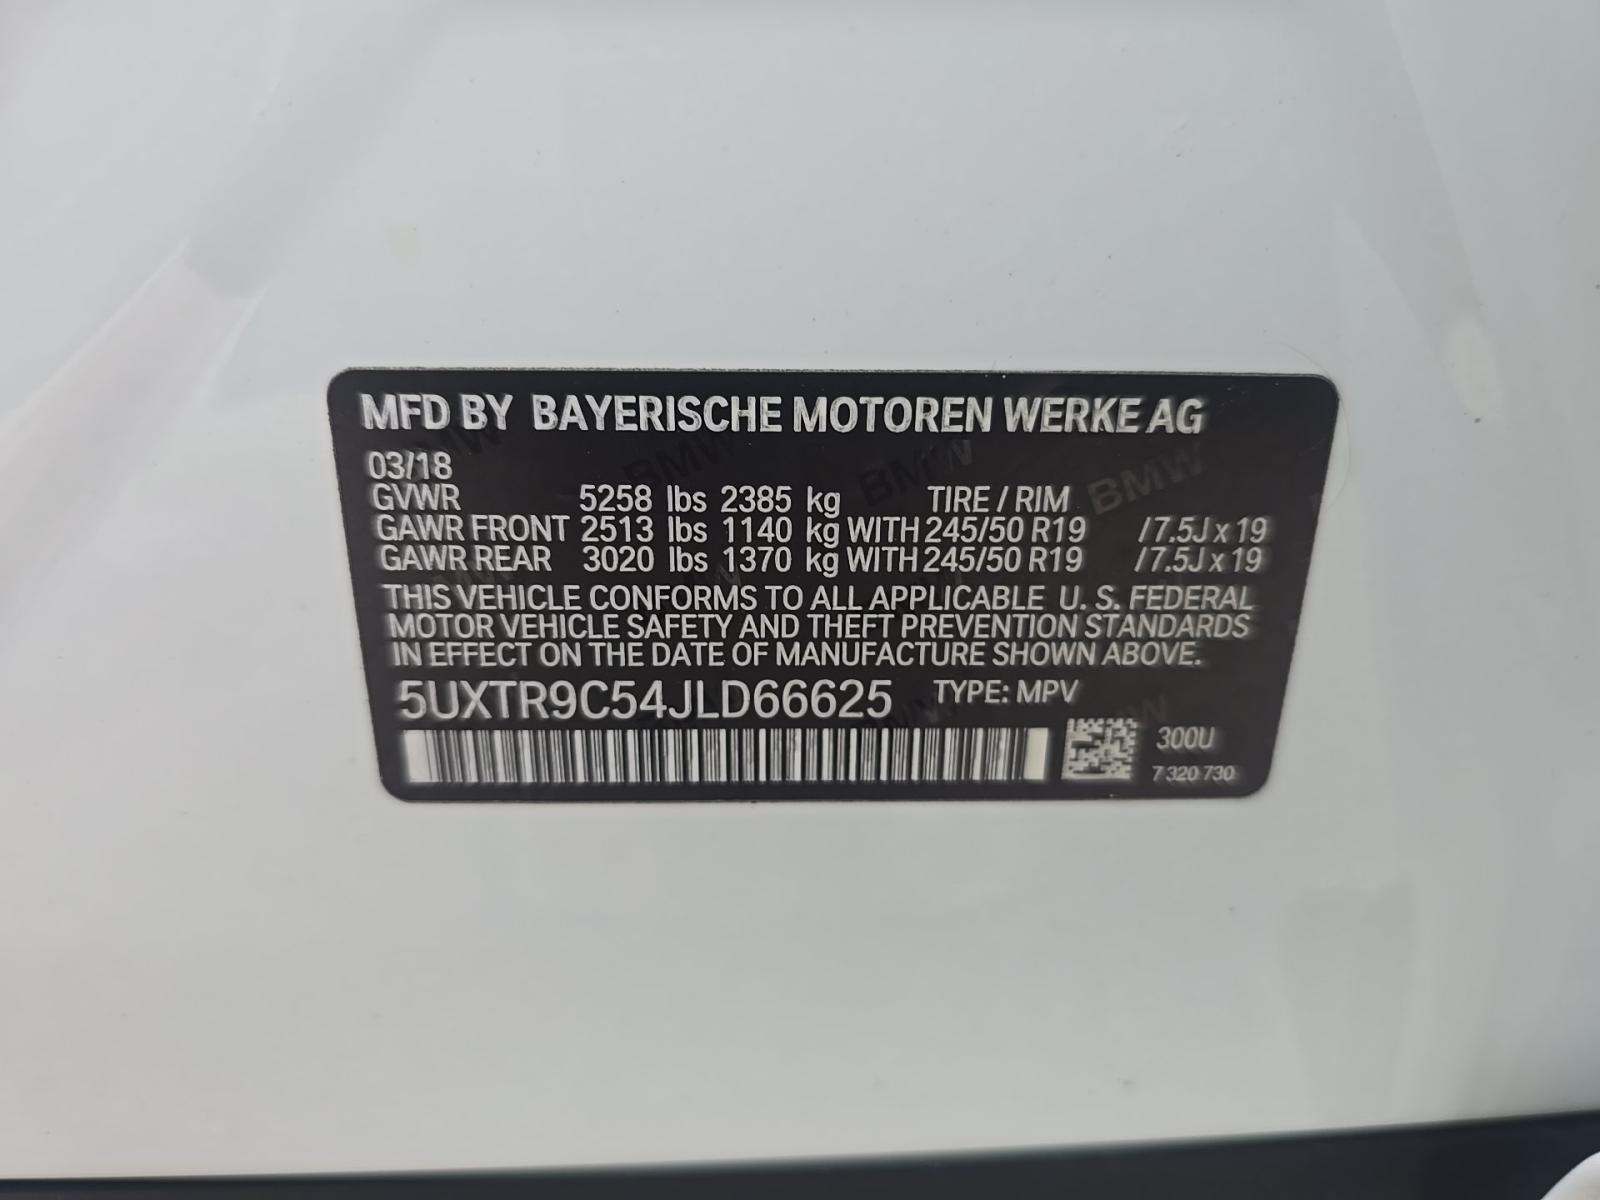 MFD BY BAYERISCHE MOTOREN WERKE AG
03/18
GVWR 5258 lbs 2385 kg TIRE / RIM
GAWR FRONT 2513 lbs 1140 kg WITH 245/50 R19 /7.5J x 19
GAWR REAR 3020 lbs 1370 kg WITH 245/50 R19 /7.5J x 19
THIS VEHICLE CONFORMS TO ALL APPLICABLE U. S. FEDERAL
MOTOR VEHICLE SAFETY AND THEFT PREVENTION STANDARDS
IN EFFECT ON THE DATE OF MANUFACTURE SHOWN ABOVE.
5UXTR9C54JLD66625 TYPE: MPV
300U
7 320 730